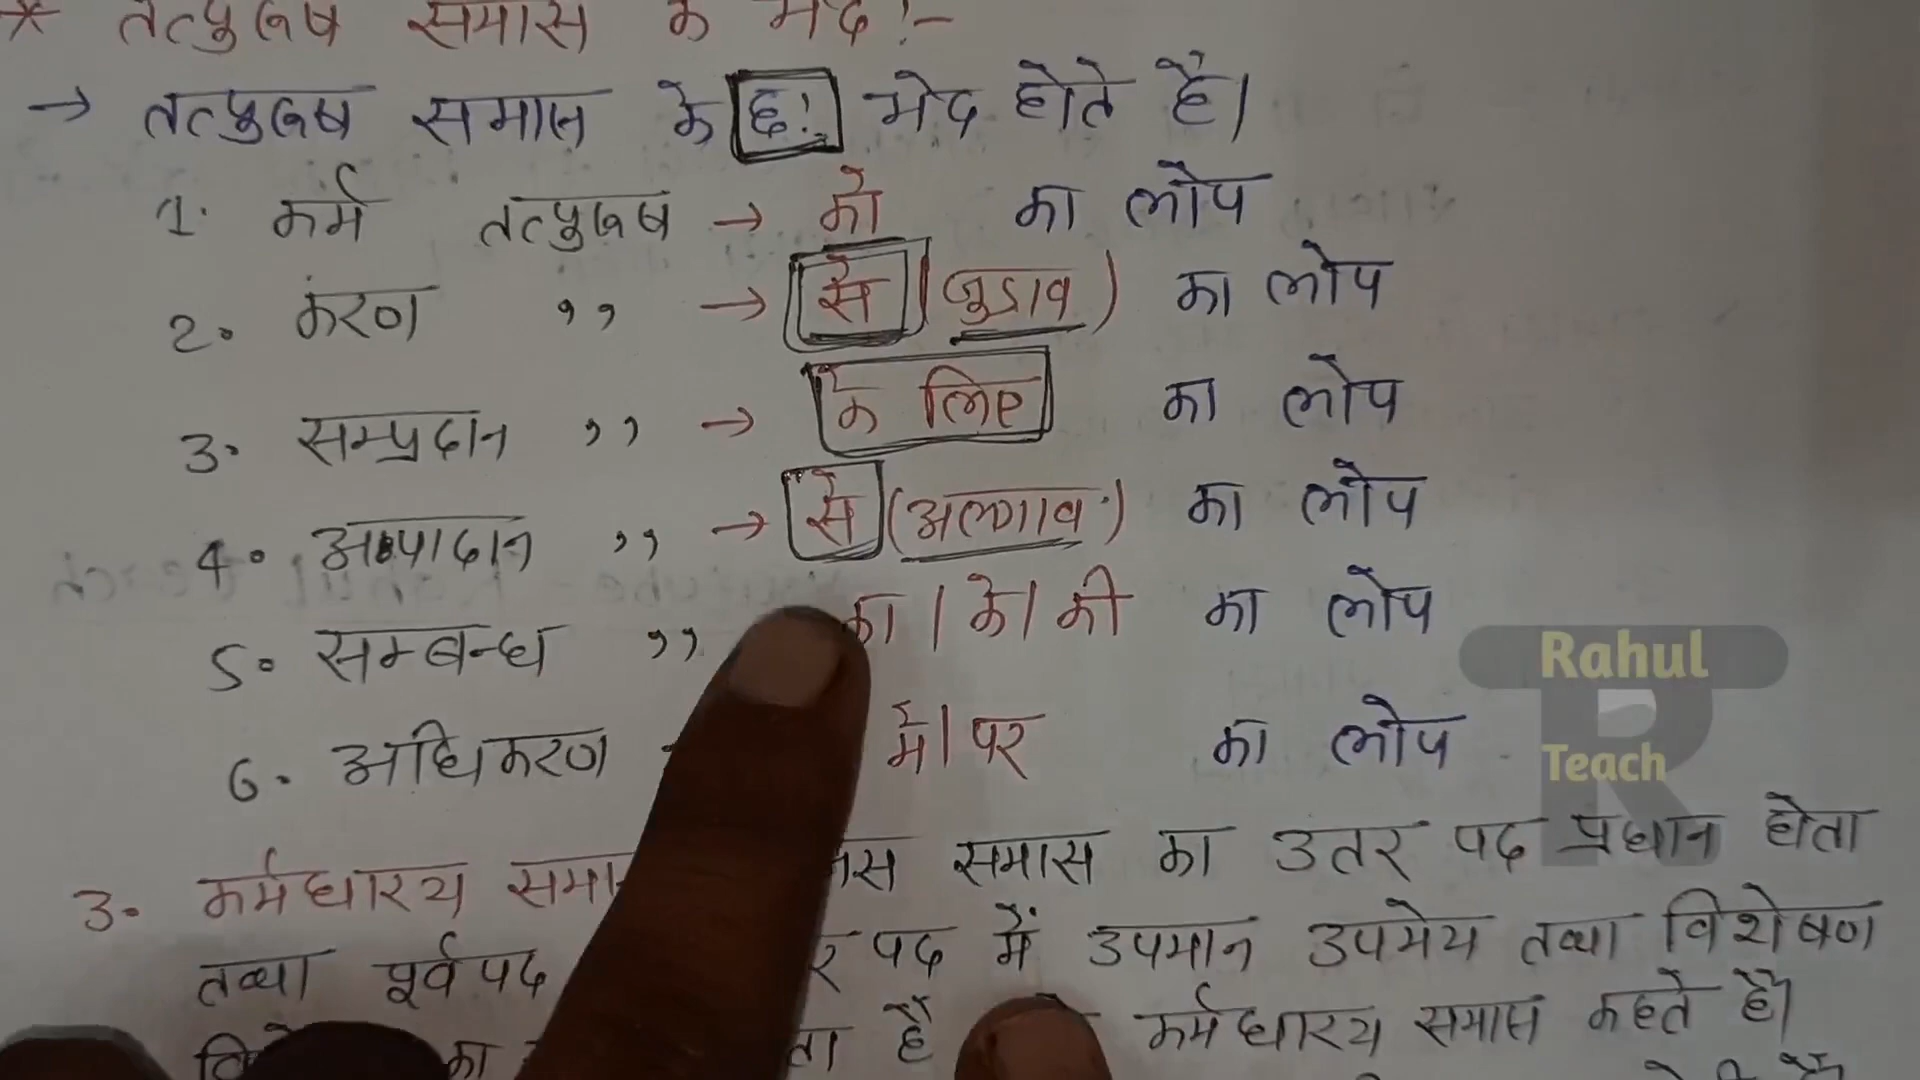 * तत्पुरुष समास के भेद :-
→ तत्पुरुष समास के छ: भेद होते हैं।
1. कर्म तत्पुरुष → को का लोप
2. करण ,, → से (जुडाव) का लोप
3. सम्प्रदान ,, → के लिए का लोप
4. अपादान ,, → से (अलगाव) का लोप
5. सम्बन्ध ,, का / के / की का लोप
6. अधिकरण में / पर का लोप
3. कर्मधारय समास का उतर पद प्रधान होता
तथा पूर्वपद पद में उपमान उपमेय तथा विशेषण
का है कर्मधारय समास कहते है।
Rahul
Teach